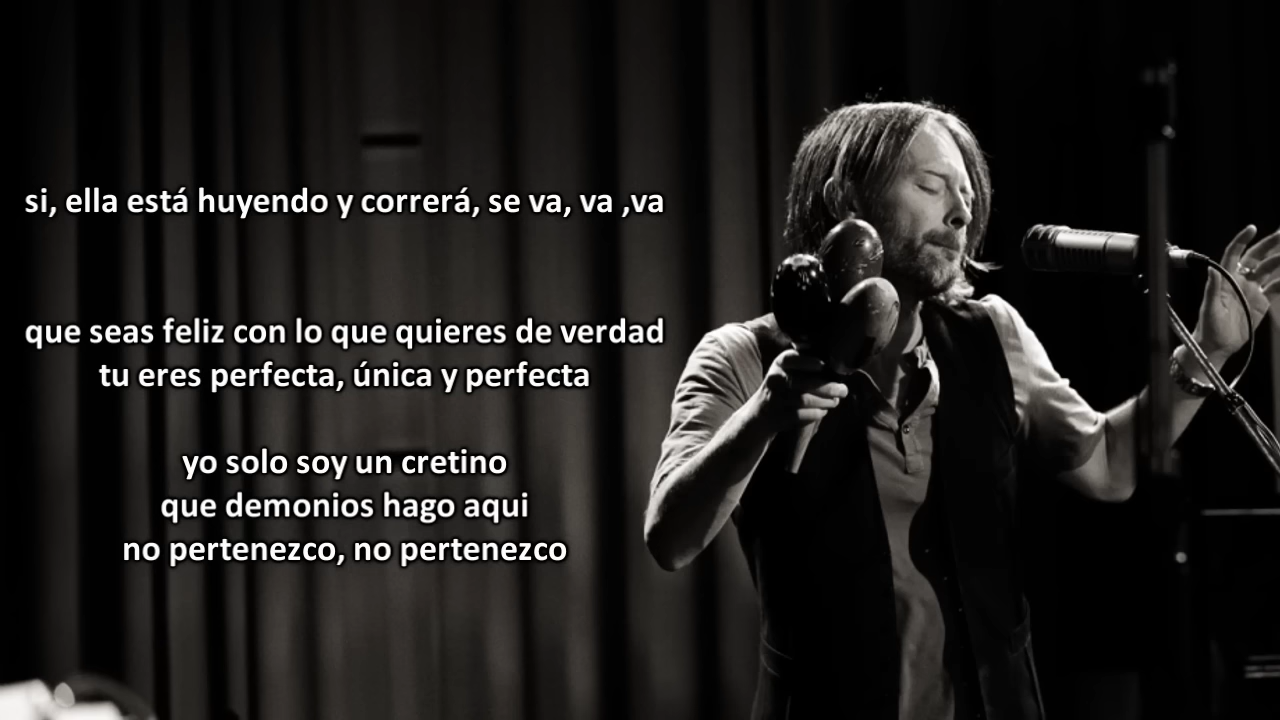 si, ella está huyendo y correrá, se va, va ,va
que seas feliz con lo que quieres de verdad
tu eres perfecta, única y perfecta
yo solo soy un cretino
que demonios hago aqui
no pertenezco, no pertenezco